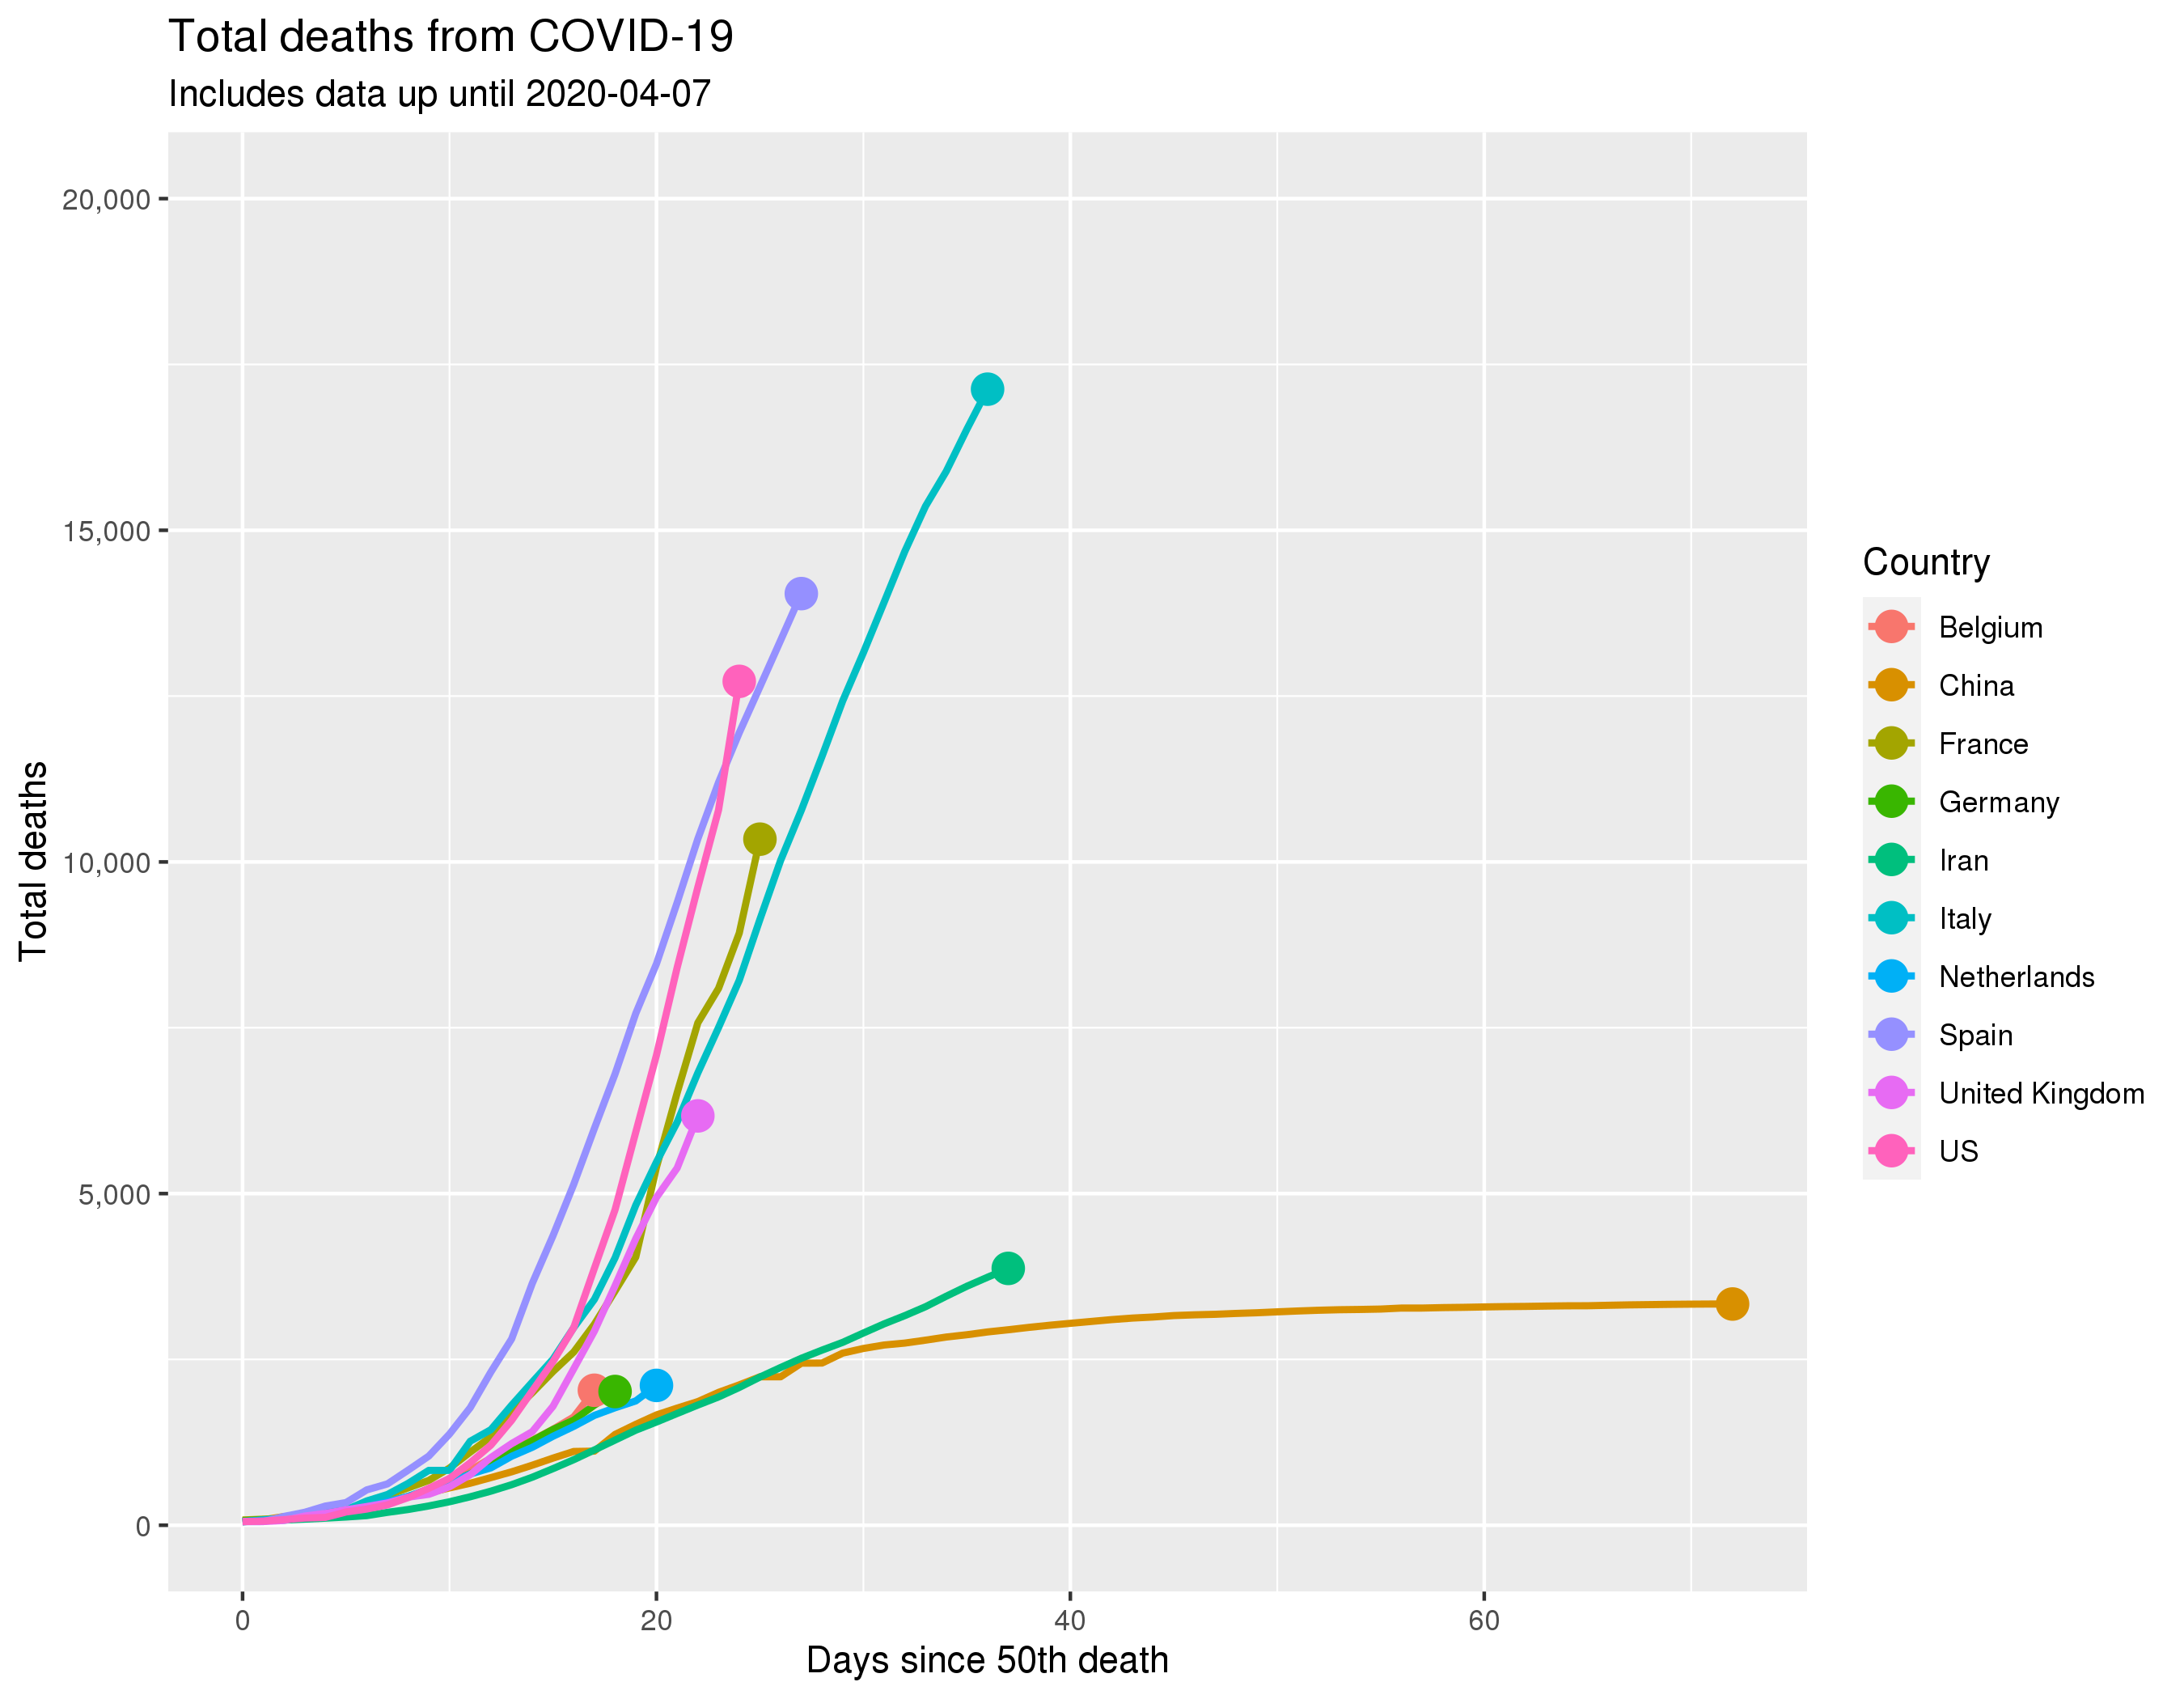 Total deaths from COVID-19
Includes data up until 2020-04-07
Total deaths
20,000
15,000
10,000
5,000
0
0
20
40
60
Days since 50th death
Country
Belgium
China
France
Germany
Iran
Italy
Netherlands
Spain
United Kingdom
US